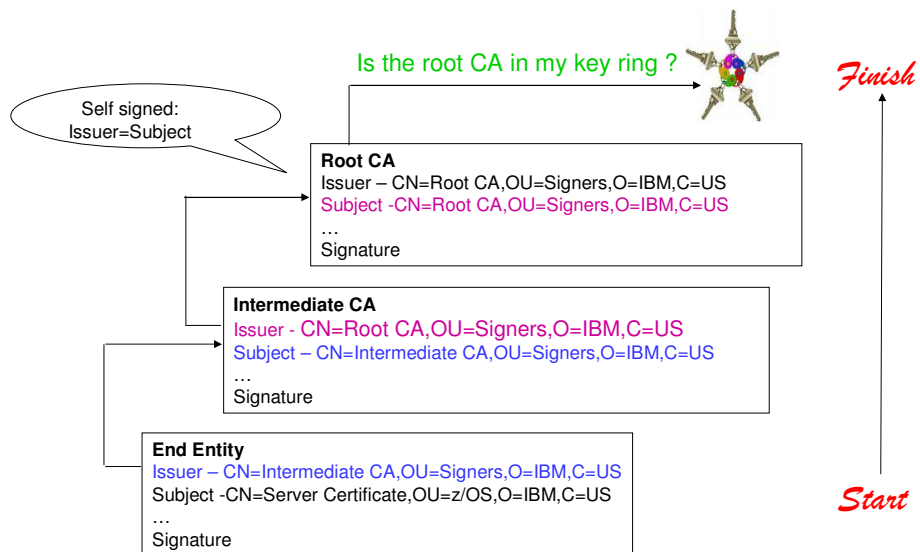 Is the root CA in my key ring ?
Finish
Self signed:
Issuer=Subject
Root CA
Issuer – CN=Root CA,OU=Signers,O=IBM,C=US
Subject -CN=Root CA,OU=Signers,O=IBM,C=US
…
Signature
Intermediate CA
Issuer - CN=Root CA,OU=Signers,O=IBM,C=US
Subject – CN=Intermediate CA,OU=Signers,O=IBM,C=US
…
Signature
End Entity
Issuer – CN=Intermediate CA,OU=Signers,O=IBM,C=US
Subject -CN=Server Certificate,OU=z/OS,O=IBM,C=US
…
Signature
Start